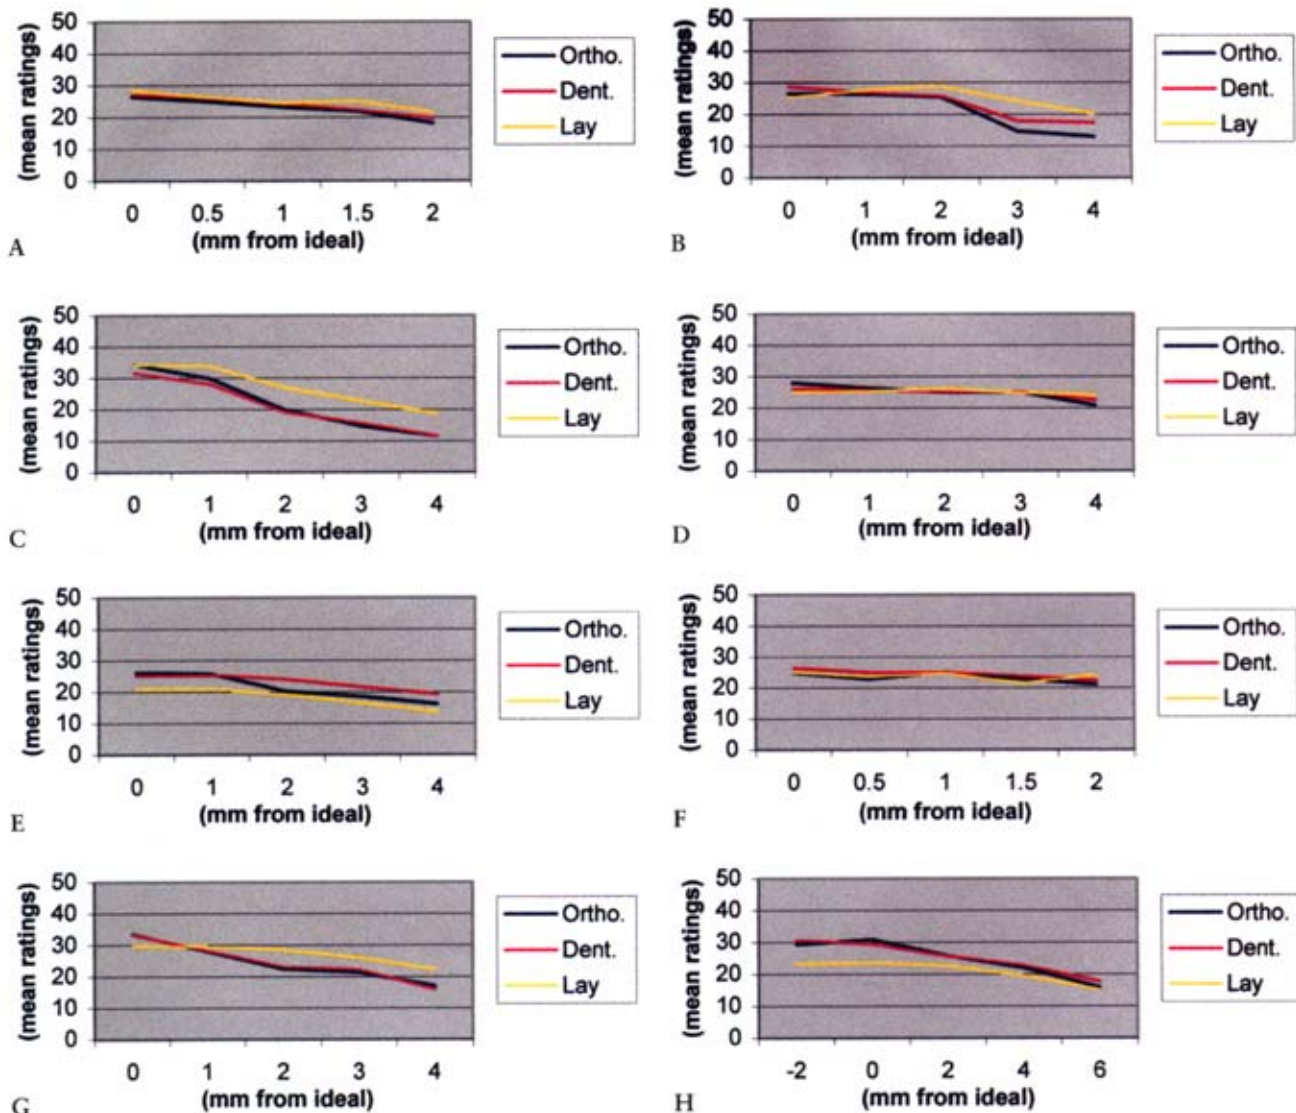 (mean ratings)
50
40
30
20
10
0
0 0.5 1 1.5 2
(mm from ideal)
Ortho.
Dent.
Lay
A
(mean ratings)
50
40
30
20
10
0
0 1 2 3 4
(mm from ideal)
Ortho.
Dent.
Lay
B
(mean ratings)
50
40
30
20
10
0
0 1 2 3 4
(mm from ideal)
Ortho.
Dent.
Lay
C
(mean ratings)
50
40
30
20
10
0
0 1 2 3 4
(mm from ideal)
Ortho.
Dent.
Lay
D
(mean ratings)
50
40
30
20
10
0
0 1 2 3 4
(mm from ideal)
Ortho.
Dent.
Lay
E
(mean ratings)
50
40
30
20
10
0
0 0.5 1 1.5 2
(mm from ideal)
Ortho.
Dent.
Lay
F
(mean ratings)
50
40
30
20
10
0
0 1 2 3 4
(mm from ideal)
Ortho.
Dent.
Lay
G
(mean ratings)
50
40
30
20
10
0
-2 0 2 4 6
(mm from ideal)
Ortho.
Dent.
Lay
H